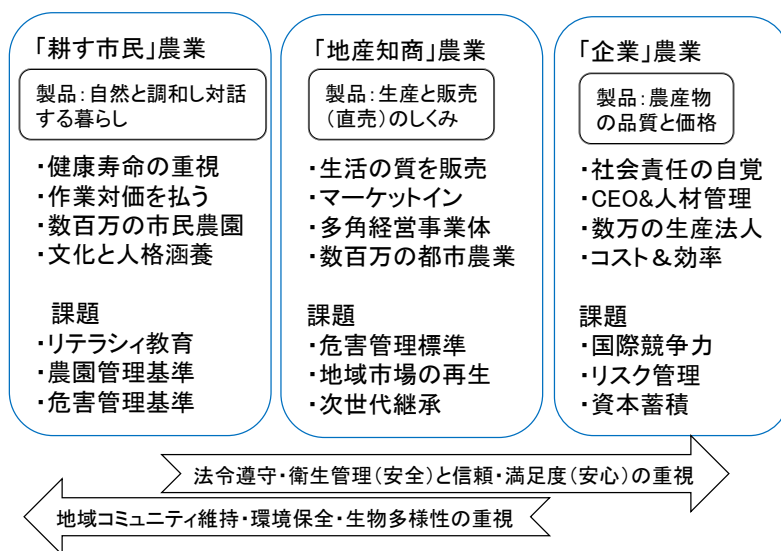 「耕す市民」農業
製品：自然と調和し対話
する暮らし
・健康寿命の重視
・作業対価を払う
・数百万の市民農園
・文化と人格涵養
課題
・リテラシィ教育
・農園管理基準
・危害管理基準
「地産知商」農業
製品：生産と販売
（直売）のしくみ
・生活の質を販売
・マーケットイン
・多角経営事業体
・数百万の都市農業
課題
・危害管理標準
・地域市場の再生
・次世代継承
「企業」農業
製品：農産物
の品質と価格
・社会責任の自覚
・CEO&人材管理
・数万の生産法人
・コスト＆効率
課題
・国際競争力
・リスク管理
・資本蓄積
法令遵守・衛生管理（安全）と信頼・満足度（安心）の重視
地域コミュニティ維持・環境保全・生物多様性の重視